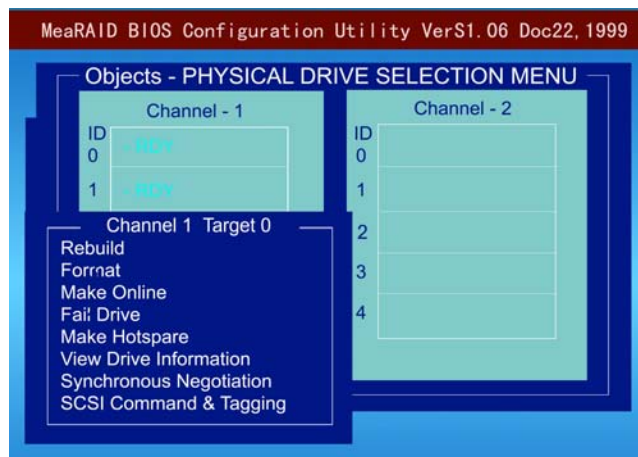 MeaRAID BIOS Configuration Utility VerS1.06 Doc22,1999
Objects - PHYSICAL DRIVE SELECTION MENU
Channel - 1
ID
0 - RDY
1 - RDY
Channel - 2
ID
0
1
2
3
4
Channel 1 Target 0
Rebuild
Format
Make Online
Fail Drive
Make Hotspare
View Drive Information
Synchronous Negotiation
SCSI Command & Tagging